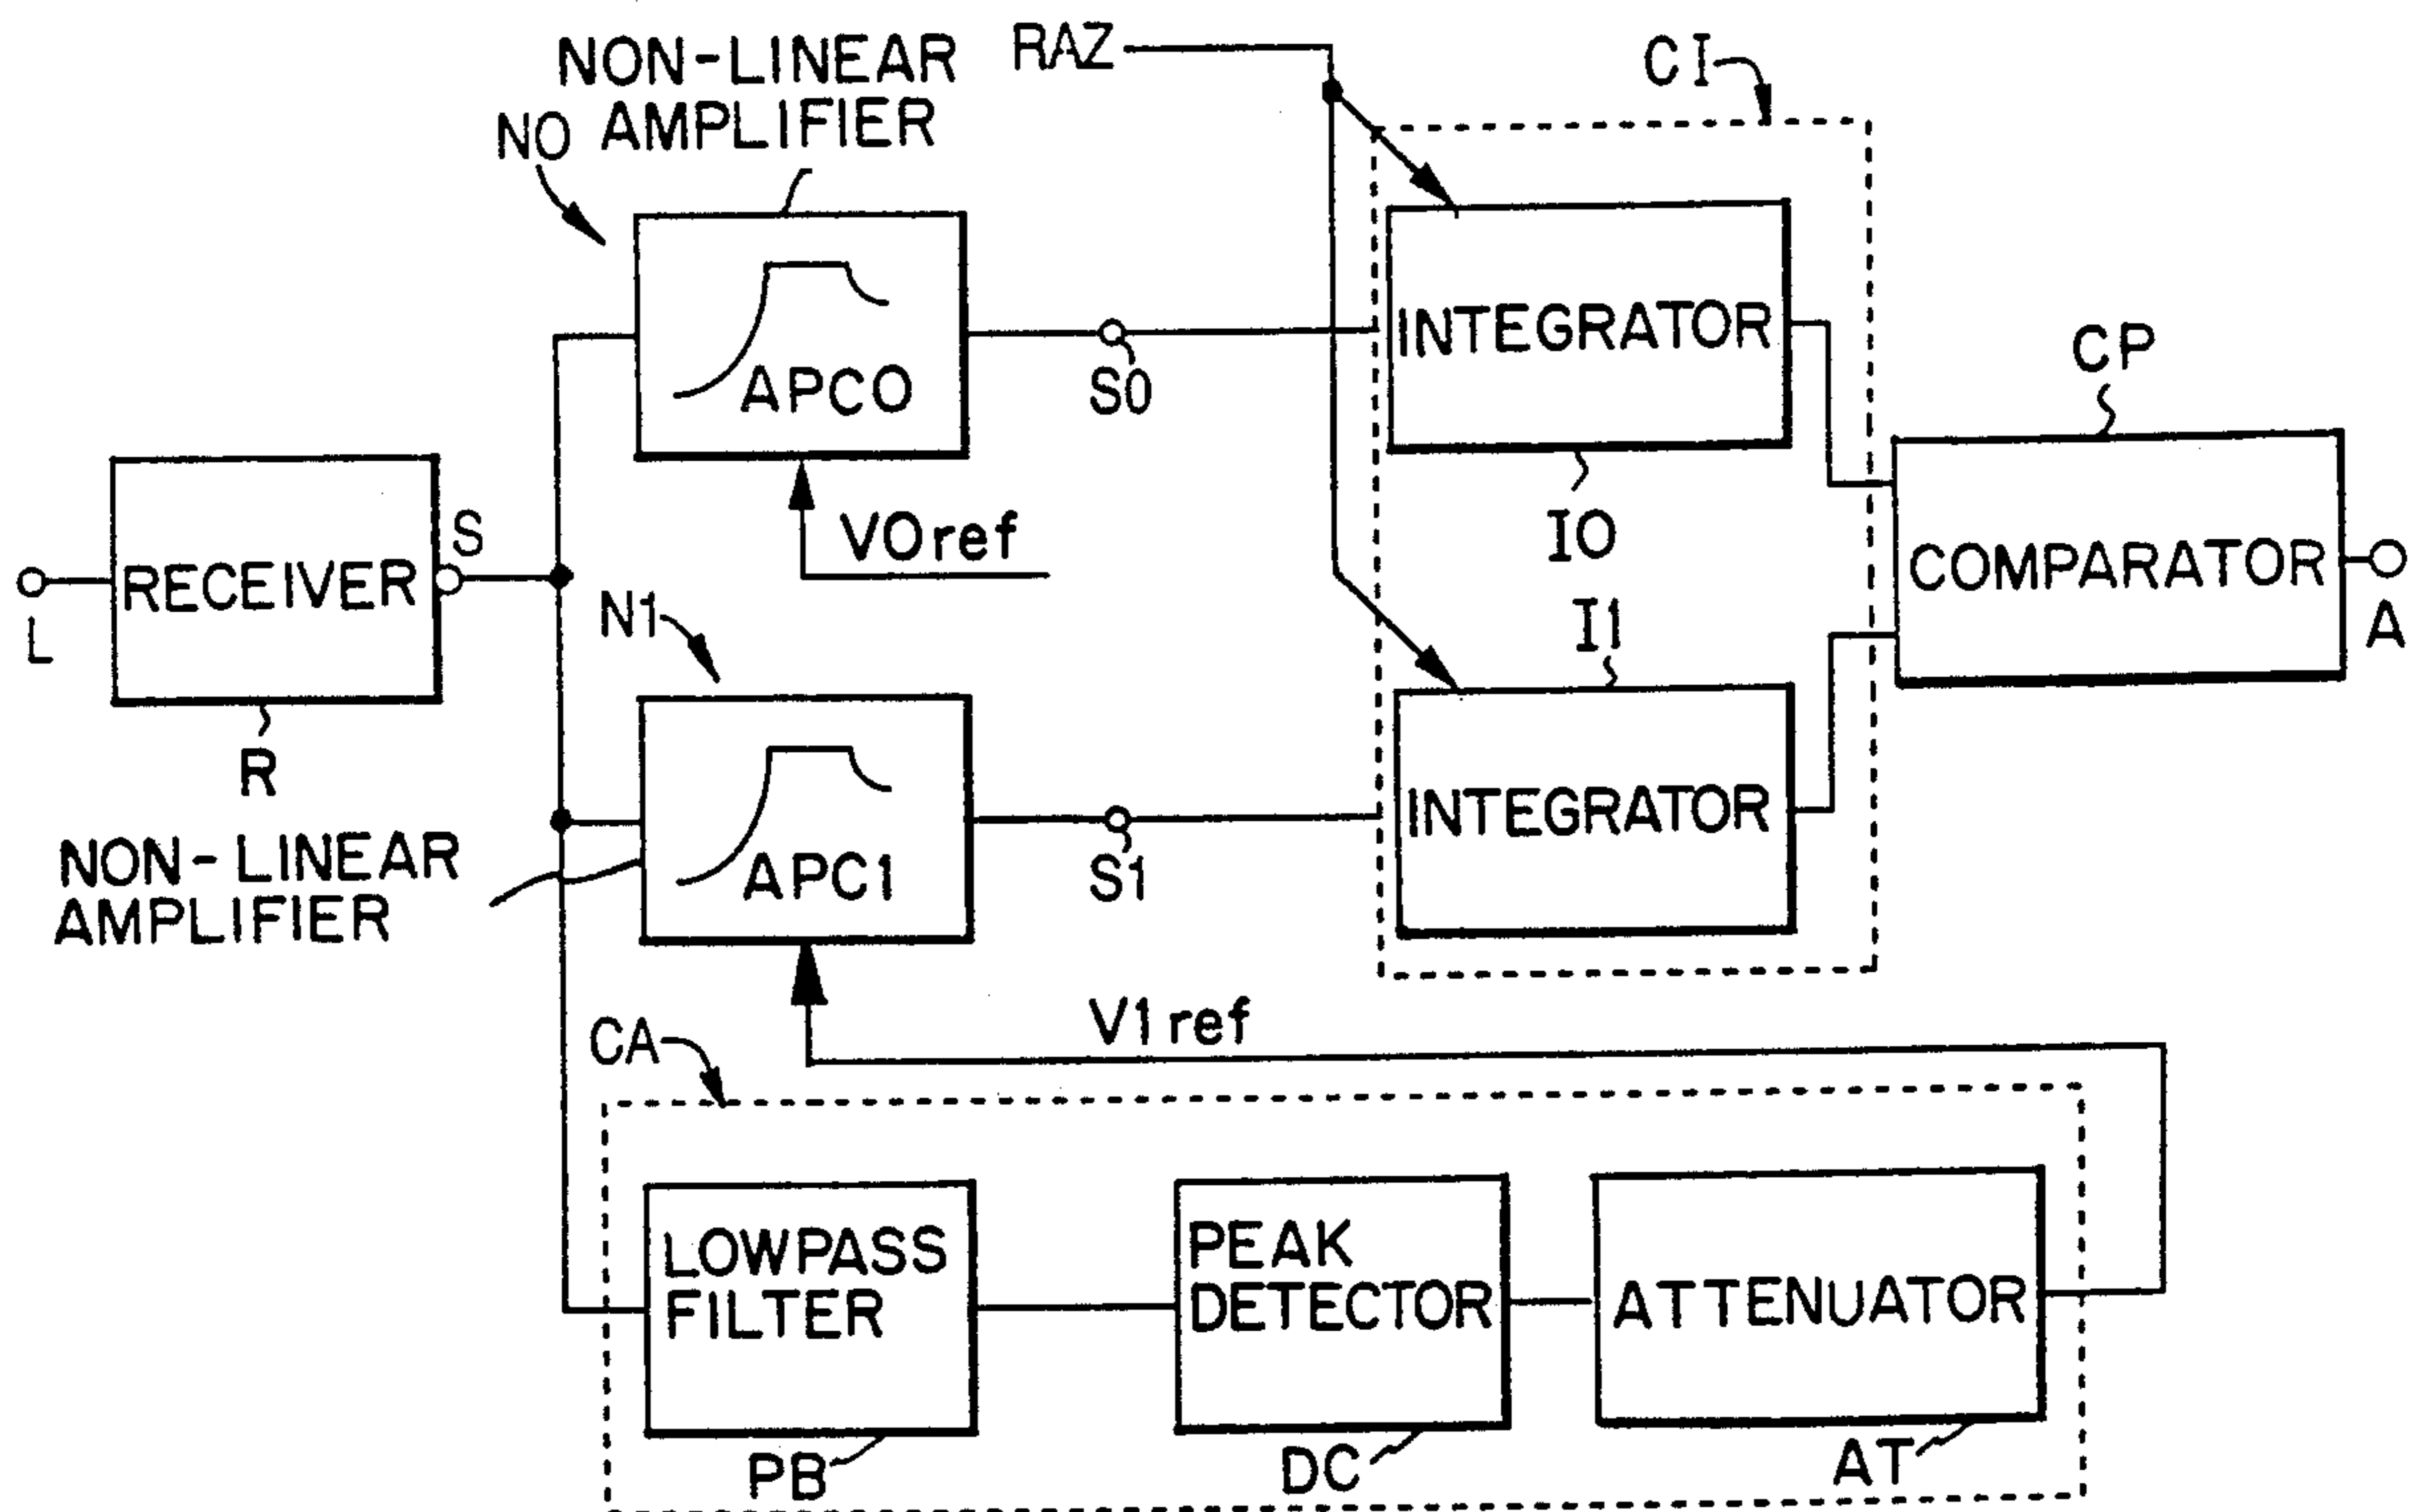 NON-LINEAR
AMPLIFIER
NO
RAZ
CI
APCO
S0
INTEGRATOR
IO
CP
VOref
S
RECEIVER
L
R
COMPARATOR
A
N1
I1
NON-LINEAR
AMPLIFIER
APC1
S1
INTEGRATOR
V1ref
CA
LOWPASS
FILTER
PB
PEAK
DETECTOR
DC
ATTENUATOR
AT